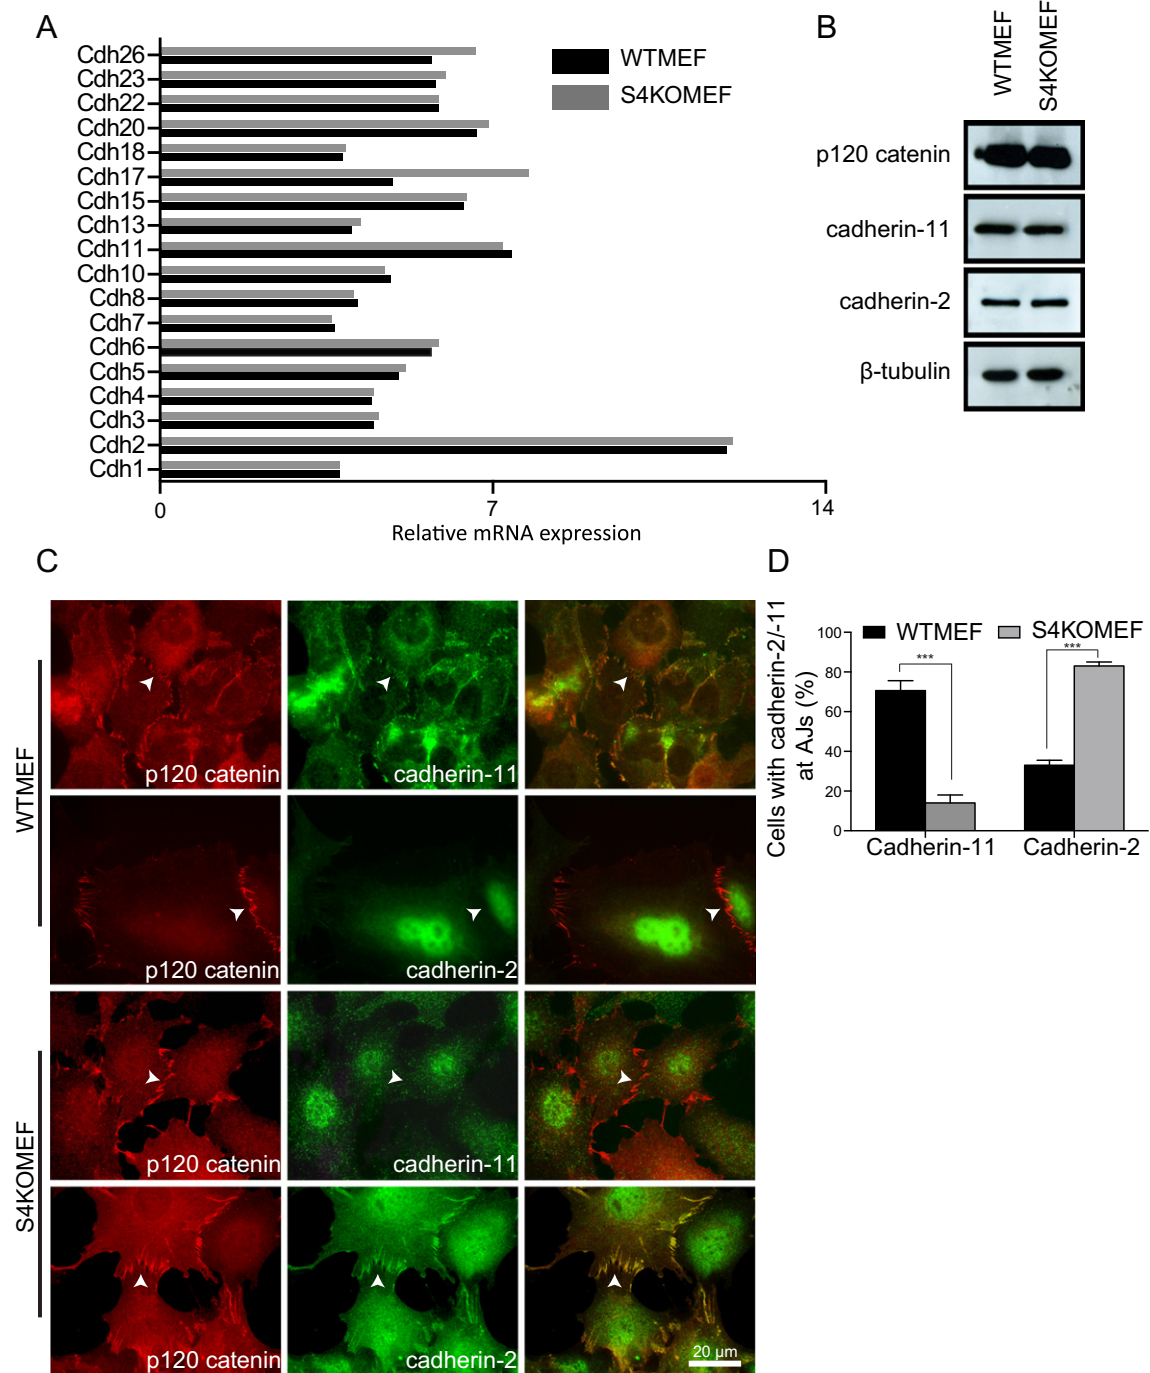 A
Cdh26
Cdh23
Cdh22
Cdh20
Cdh18
Cdh17
Cdh15
Cdh13
Cdh11
Cdh10
Cdh8
Cdh7
Cdh6
Cdh5
Cdh4
Cdh3
Cdh2
Cdh1
0 7 14
Relative mRNA expression
WTMEF
S4KOMEF
B
WTMEF
S4KOMEF
p120 catenin
cadherin-11
cadherin-2
β-tubulin
C
WTMEF
p120 catenin cadherin-11
p120 catenin cadherin-2
S4KOMEF
p120 catenin cadherin-11
p120 catenin cadherin-2
20 µm
D
Cells with cadherin-2/-11
at AJs (%)
WTMEF S4KOMEF
100
80
60
40
20
0
***
***
Cadherin-11 Cadherin-2